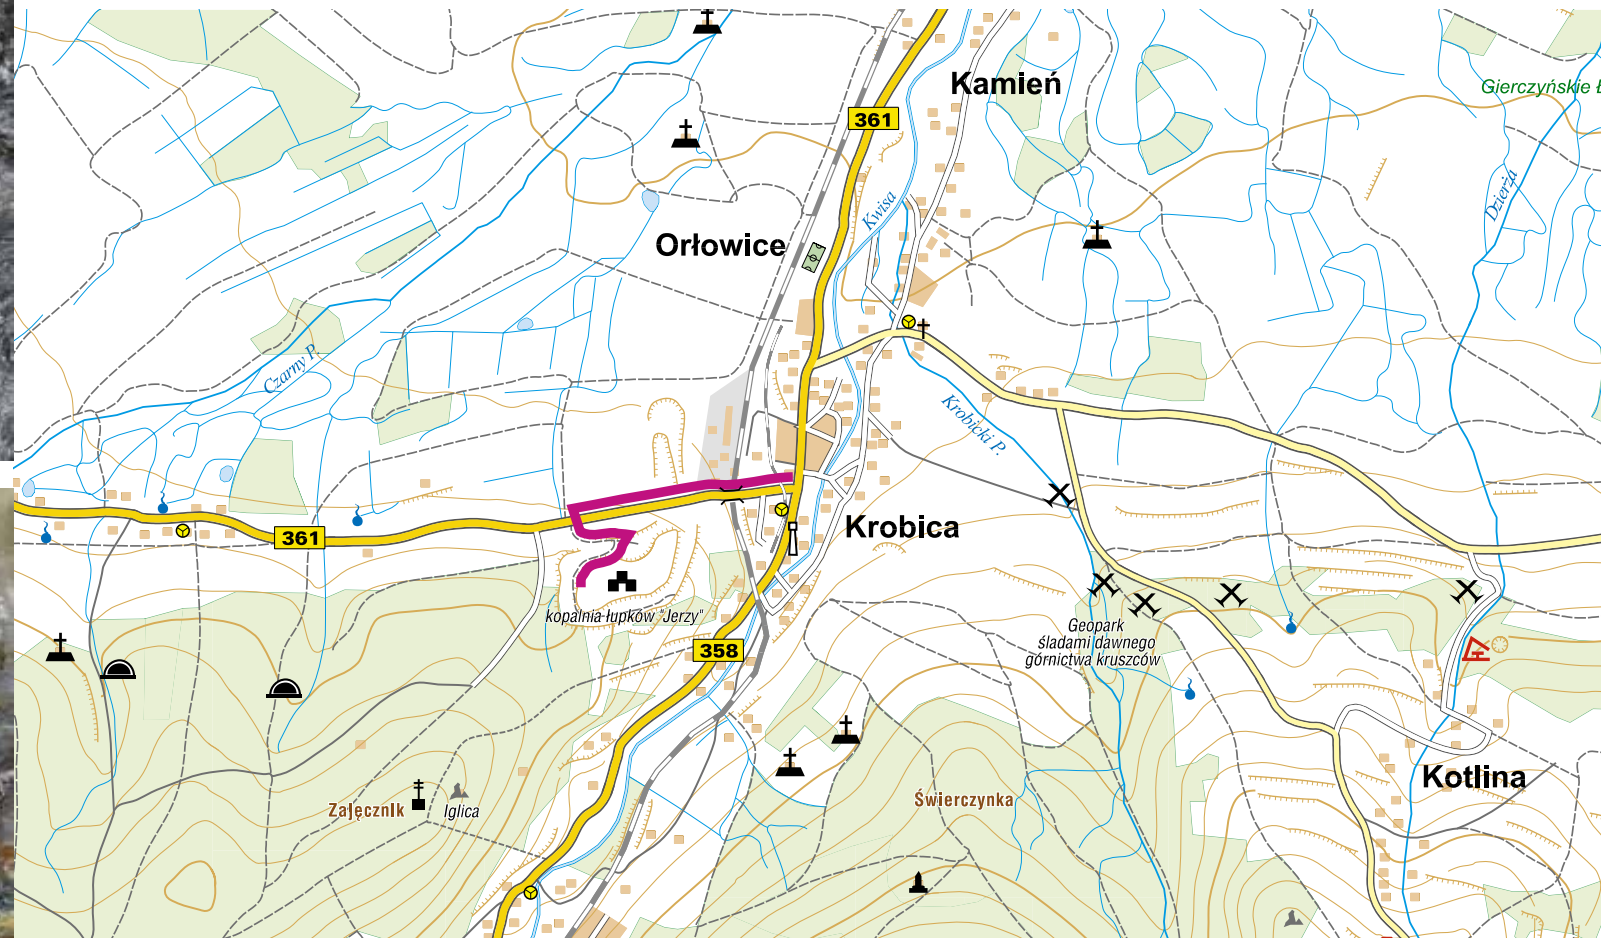 Kamień
Gierczyńskie Ł
361
Dzierża
Kwisa
Orłowice
Czarny P.
Krobicki P.
Krobica
361
kopalnia łupków "Jerzy"
Geopark
śladami dawnego
górnictwa kruszców
358
Kotlina
Zajęcznik
Iglica
Świerczynka